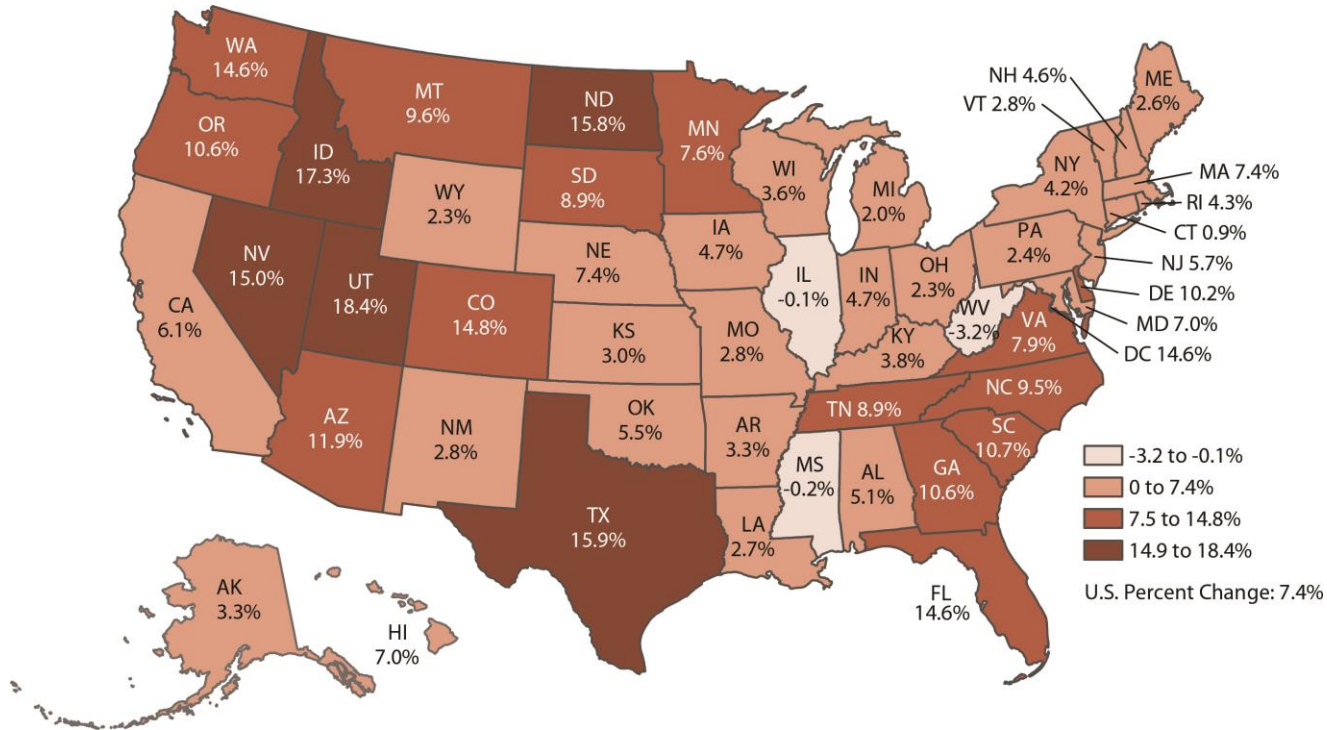 WA
14.6%
OR
10.6%
CA
6.1%
NV
15.0%
ID
17.3%
MT
9.6%
WY
2.3%
UT
18.4%
AZ
11.9%
CO
14.8%
NM
2.8%
ND
15.8%
SD
8.9%
NE
7.4%
KS
3.0%
OK
5.5%
TX
15.9%
MN
7.6%
IA
4.7%
MO
2.8%
AR
3.3%
LA
2.7%
WI
3.6%
IL
-0.1%
MS
-0.2%
MI
2.0%
IN
4.7%
KY
3.8%
TN 8.9%
AL
5.1%
OH
2.3%
WV
-3.2%
VA
7.9%
NC 9.5%
SC
10.7%
GA
10.6%
FL
14.6%
PA
2.4%
NY
4.2%
ME
2.6%
NH 4.6%
VT 2.8%
MA 7.4%
RI 4.3%
CT 0.9%
NJ 5.7%
DE 10.2%
MD 7.0%
DC 14.6%
AK
3.3%
HI
7.0%
-3.2 to -0.1%
0 to 7.4%
7.5 to 14.8%
14.9 to 18.4%
U.S. Percent Change: 7.4%